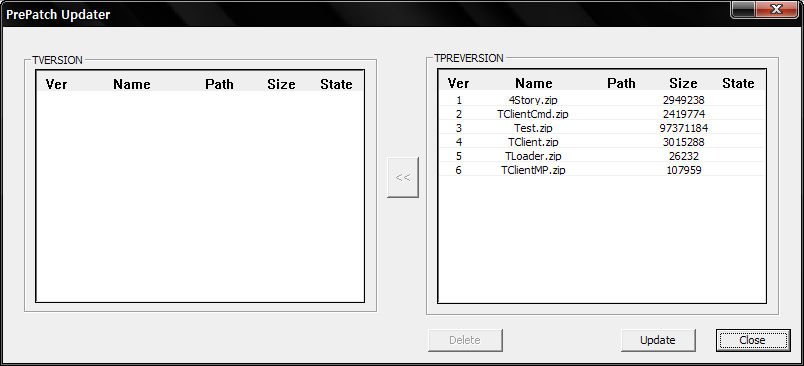 PrePatch Updater
TVERSION
Ver Name Path Size State
<<
TPREVERSION
Ver Name Path Size State
1 4Story.zip 2949238
2 TClientCmd.zip 2419774
3 Test.zip 97371184
4 TClient.zip 3015288
5 TLoader.zip 26232
6 TClientMP.zip 107959
Delete Update Close